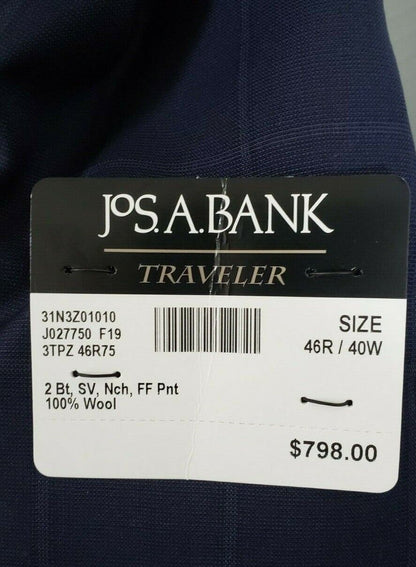 JOS. A. BANK
TRAVELER
31N3Z01010
J027750 F19
3TPZ 46R75
SIZE
46R / 40W
2 Bt, SV, Nch, FF Pnt
100% Wool
$798.00